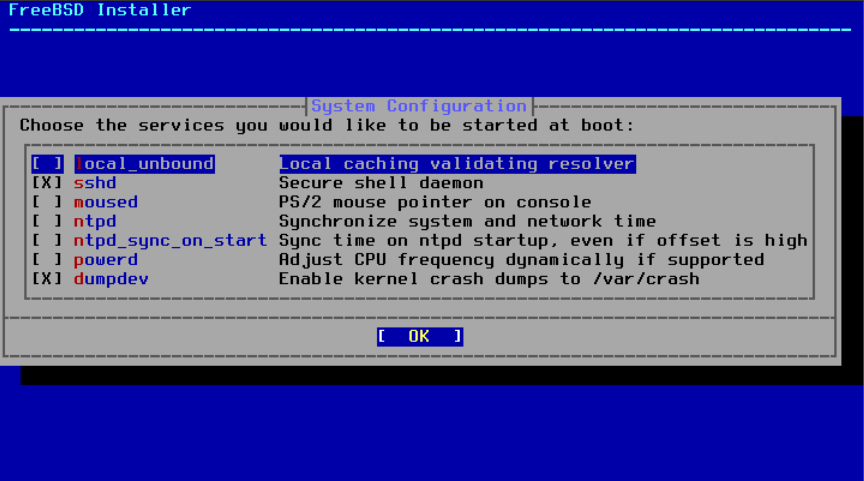 FreeBSD Installer
System Configuration
Choose the services you would like to be started at boot:
[ ] local_unbound Local caching validating resolver
[X] sshd Secure shell daemon
[ ] moused PS/2 mouse pointer on console
[ ] ntpd Synchronize system and network time
[ ] ntpd_sync_on_start Sync time on ntpd startup, even if offset is high
[ ] powerd Adjust CPU frequency dynamically if supported
[X] dumpdev Enable kernel crash dumps to /var/crash
[ OK ]